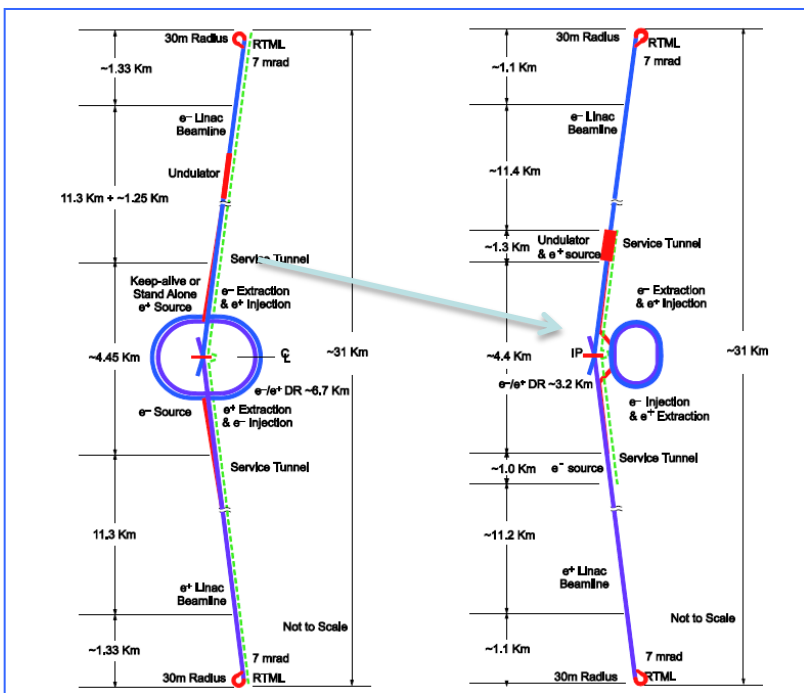 30m Radius
RTML
7 mrad
~1.33 Km
e– Linac
Beamline
Undulator
11.3 Km + ~1.25 Km
Service Tunnel
Keep-alive or
Stand Alone
e+ Source
e– Extraction
& e+ Injection
~4.45 Km
~31 Km
e–/e+ DR ~6.7 Km
e– Source
e+ Extraction
& e– Injection
Service Tunnel
11.3 Km
e+ Linac
Beamline
Not to Scale
~1.33 Km
7 mrad
30m Radius
RTML
30m Radius
RTML
7 mrad
~1.1 Km
e– Linac
Beamline
~11.4 Km
~1.3 Km
Undulator
& e+ source
Service Tunnel
e– Extraction
& e+ Injection
IP
~4.4 Km
~31 Km
e–/e+ DR ~3.2 Km
e– Injection
& e+ Extraction
Service Tunnel
~1.0 Km
e– source
~11.2 Km
e+ Linac
Beamline
Not to Scale
~1.1 Km
7 mrad
30m Radius
RTML